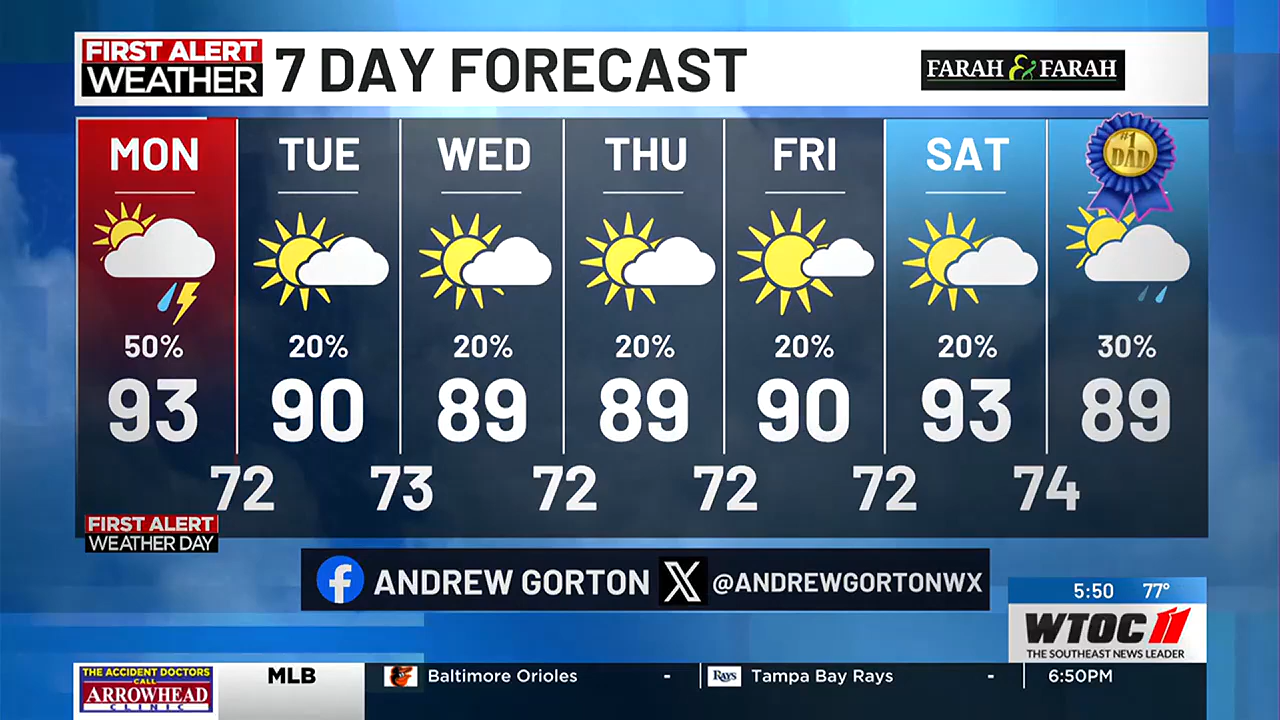 FIRST ALERT
WEATHER
7 DAY FORECAST
FARAH & FARAH
MON TUE WED THU FRI SAT
#1
DAD
50% 20% 20% 20% 20% 20% 30%
93 90 89 89 90 93 89
72 73 72 72 72 74
FIRST ALERT
WEATHER DAY
ANDREW GORTON @ANDREWGORTONWX
5:50 77°
WTOC 11
THE SOUTHEAST NEWS LEADER
THE ACCIDENT DOCTORS
CALL
ARROWHEAD
CLINIC
MLB
Baltimore Orioles - RAYS Tampa Bay Rays - 6:50PM